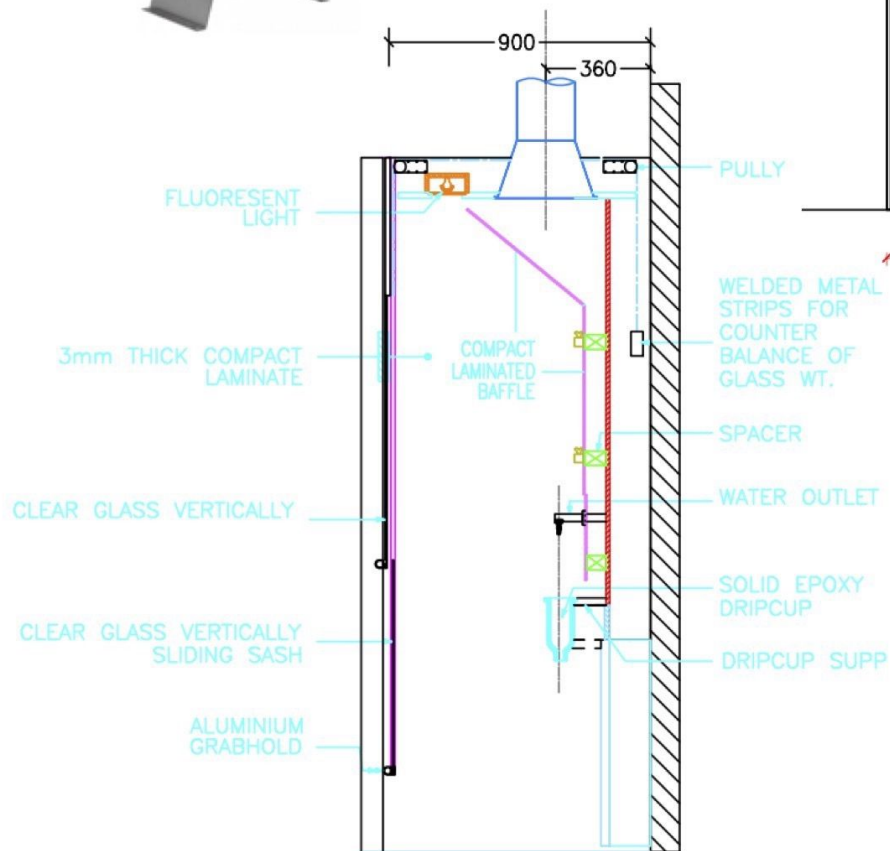 900
360
PULLY
FLUORESENT
LIGHT
WELDED METAL
STRIPS FOR
COUNTER
BALANCE OF
GLASS WT.
3mm THICK COMPACT
LAMINATE
COMPACT
LAMINATED
BAFFLE
SPACER
WATER OUTLET
CLEAR GLASS VERTICALLY
SOLID EPOXY
DRIPCUP
CLEAR GLASS VERTICALLY
SLIDING SASH
DRIPCUP SUPP
ALUMINIUM
GRABHOLD